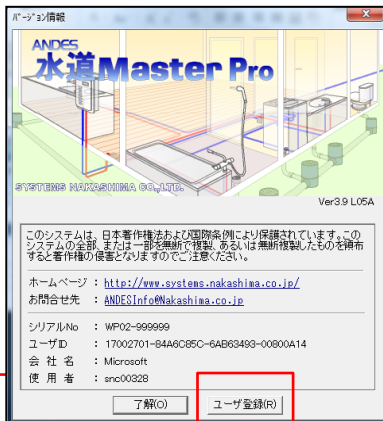 バージョン情報
ANDES
水道Master Pro
SYSTEMS NAKASHIMA CO.,LTD.
Ver3.9 L05A
このシステムは、日本著作権法および国際条例により保護されています。この
システムの全部、または一部を無断で複製、あるいは無断複製したものを頒布
すると著作権の侵害となりますのでご注意ください。
ホームページ : http://www.systems.nakashima.co.jp/
お問合せ先 : ANDESInfo@Nakashima.co.jp
シリアルNo : WP02-999999
ユーザID : 17002701-84A6C85C-6AB63493-00800A14
会 社 名 : Microsoft
使 用 者 : snc00328
了解(O)
ユーザ登録(R)